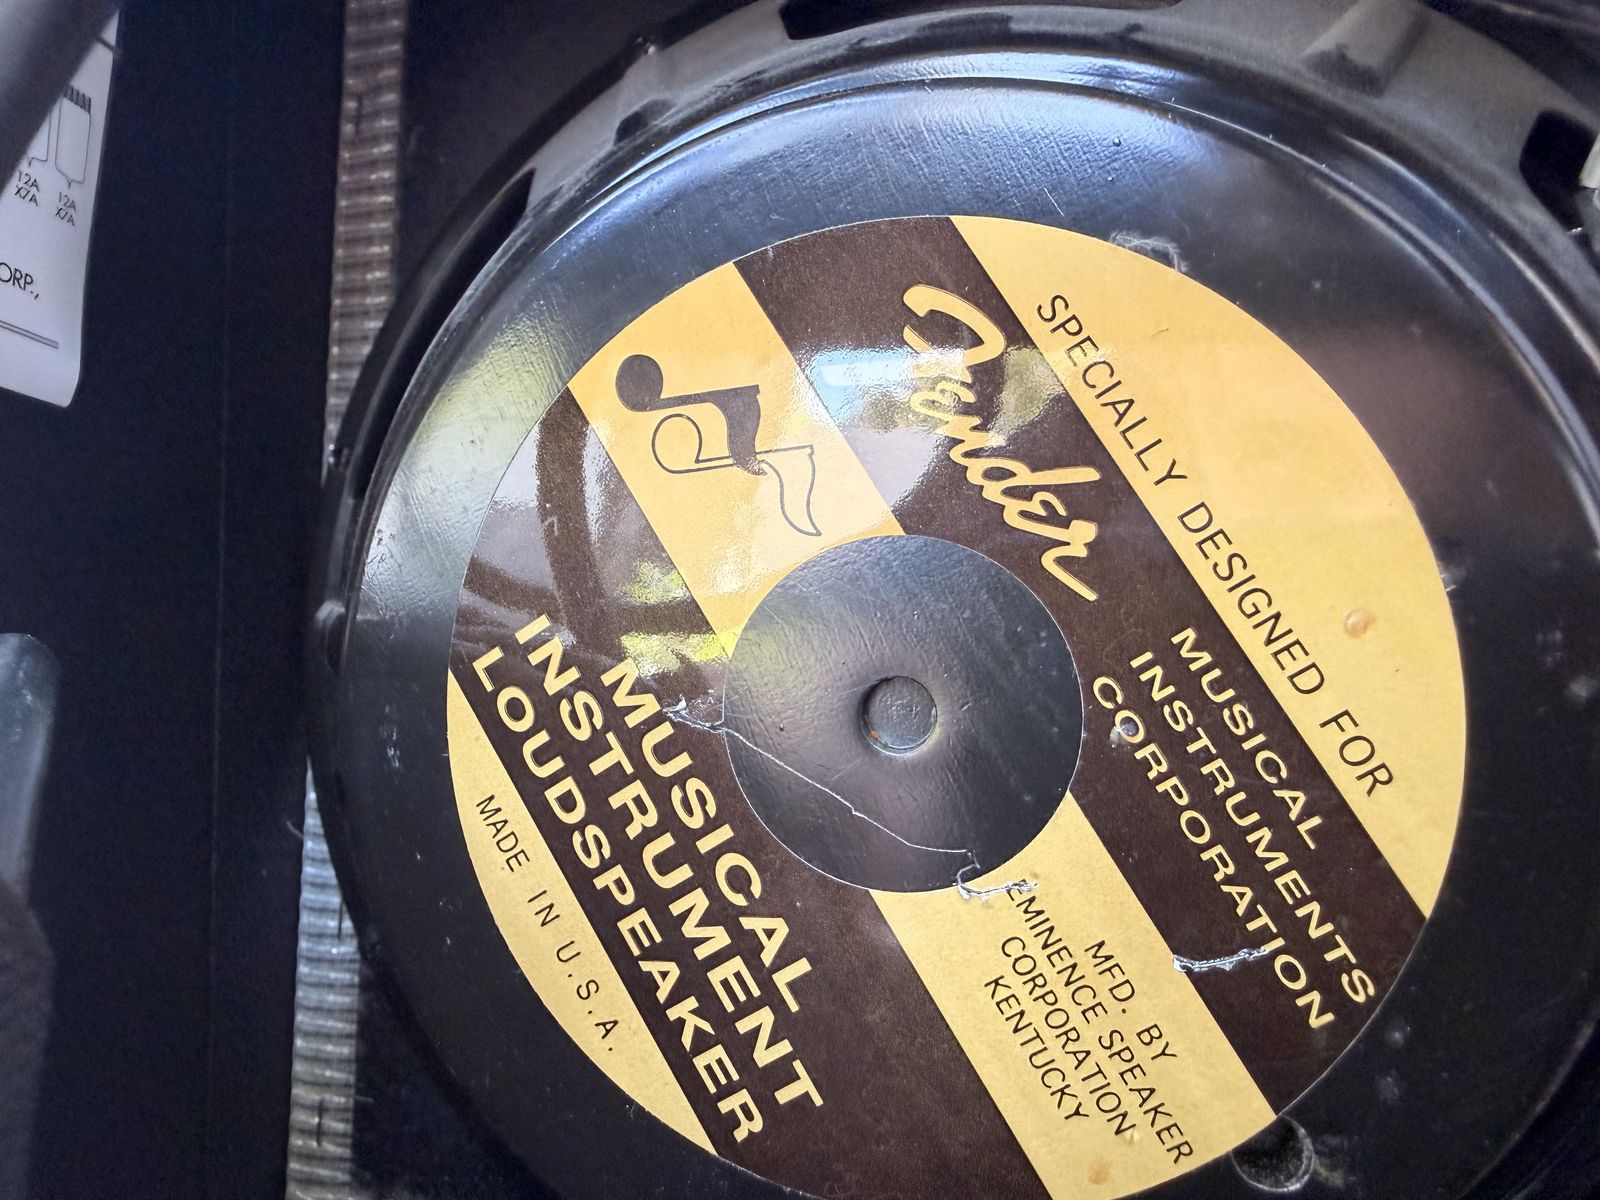 12A 12A
X7A X7A
ORP.,
SPECIALLY DESIGNED FOR
Fender
MUSICAL
INSTRUMENTS
CORPORATION
MUSICAL
INSTRUMENT
LOUDSPEAKER
MFD. BY
EMINENCE SPEAKER
CORPORATION
KENTUCKY
MADE IN U.S.A.